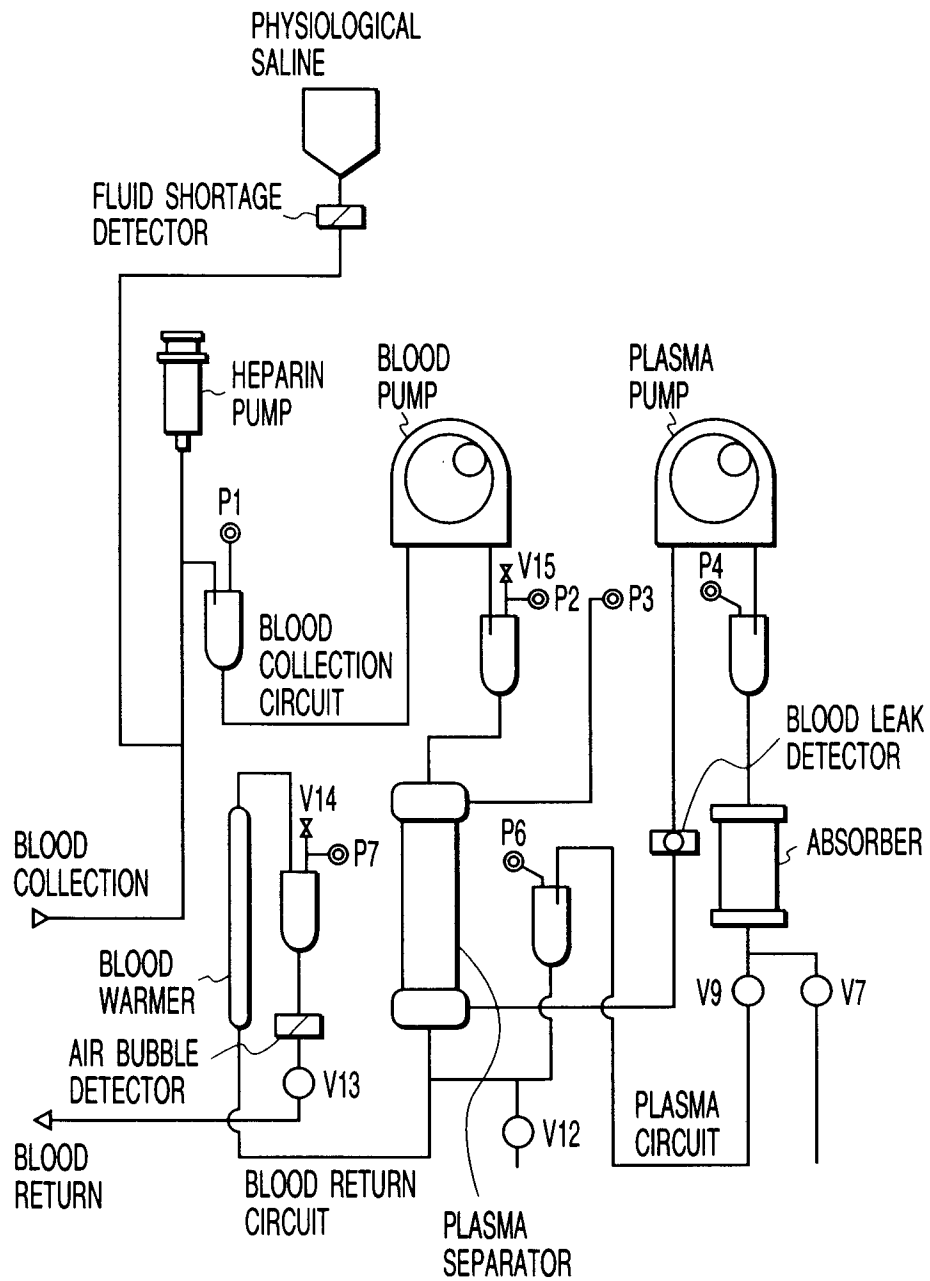 PHYSIOLOGICAL
SALINE
FLUID SHORTAGE
DETECTOR
HEPARIN
PUMP
BLOOD
PUMP
PLASMA
PUMP
P1
V15
P2
P3
P4
BLOOD
COLLECTION
CIRCUIT
BLOOD LEAK
DETECTOR
V14
P7
P6
ABSORBER
BLOOD
COLLECTION
BLOOD
WARMER
V9
V7
AIR BUBBLE
DETECTOR
V13
V12
PLASMA
CIRCUIT
BLOOD
RETURN
BLOOD RETURN
CIRCUIT
PLASMA
SEPARATOR